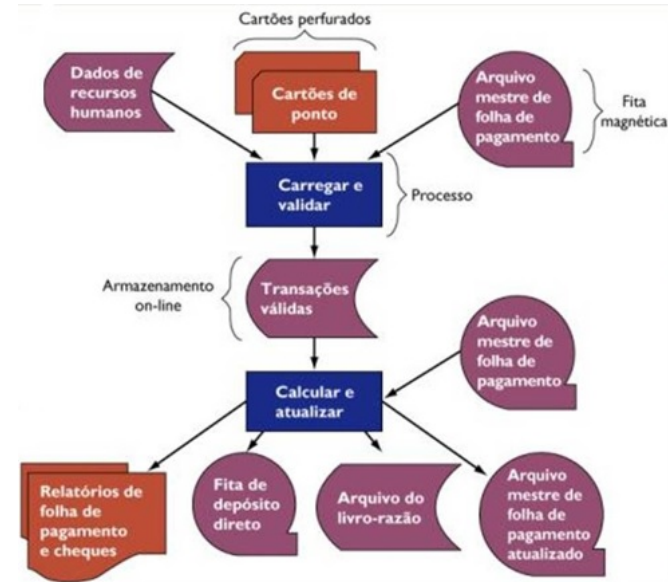 Cartões perfurados
Dados de
recursos
humanos
Cartões de
ponto
Arquivo
mestre de
folha de
pagamento
Fita
magnética
Carregar e
validar
Processo
Armazenamento
on-line
Transações
válidas
Arquivo
mestre de
folha de
pagamento
Calcular e
atualizar
Relatórios de
folha de
pagamento
e cheques
Fita de
depósito
direto
Arquivo do
livro-razão
Arquivo
mestre de
folha de
pagamento
atualizado